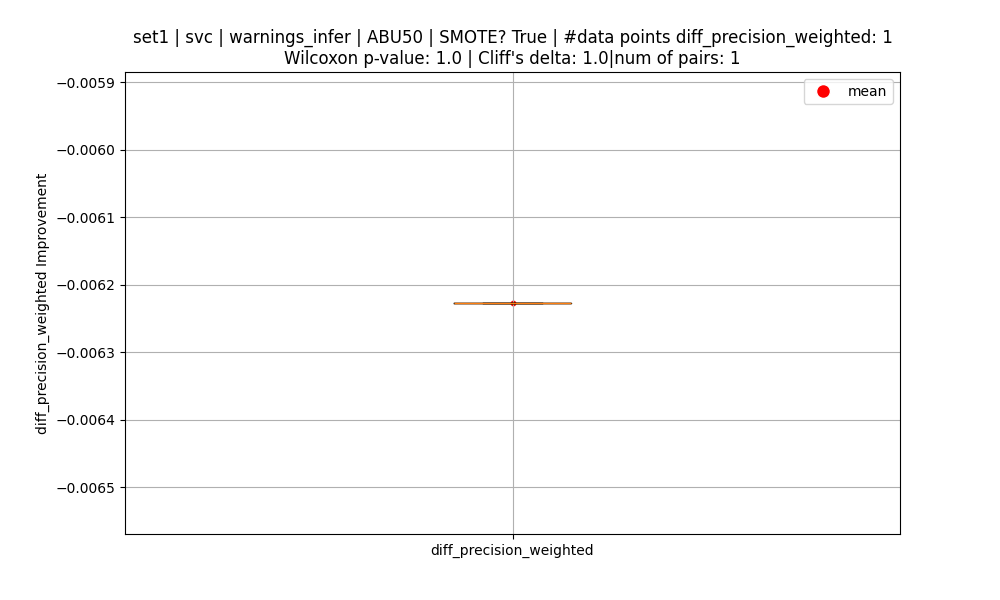 set1 | svc | warnings_infer | ABU50 | SMOTE? True | #data points diff_precision_weighted: 1
Wilcoxon p-value: 1.0 | Cliff's delta: 1.0|num of pairs: 1
mean
−0.0059
−0.0060
−0.0061
−0.0062
−0.0063
−0.0064
−0.0065
diff_precision_weighted Improvement
diff_precision_weighted